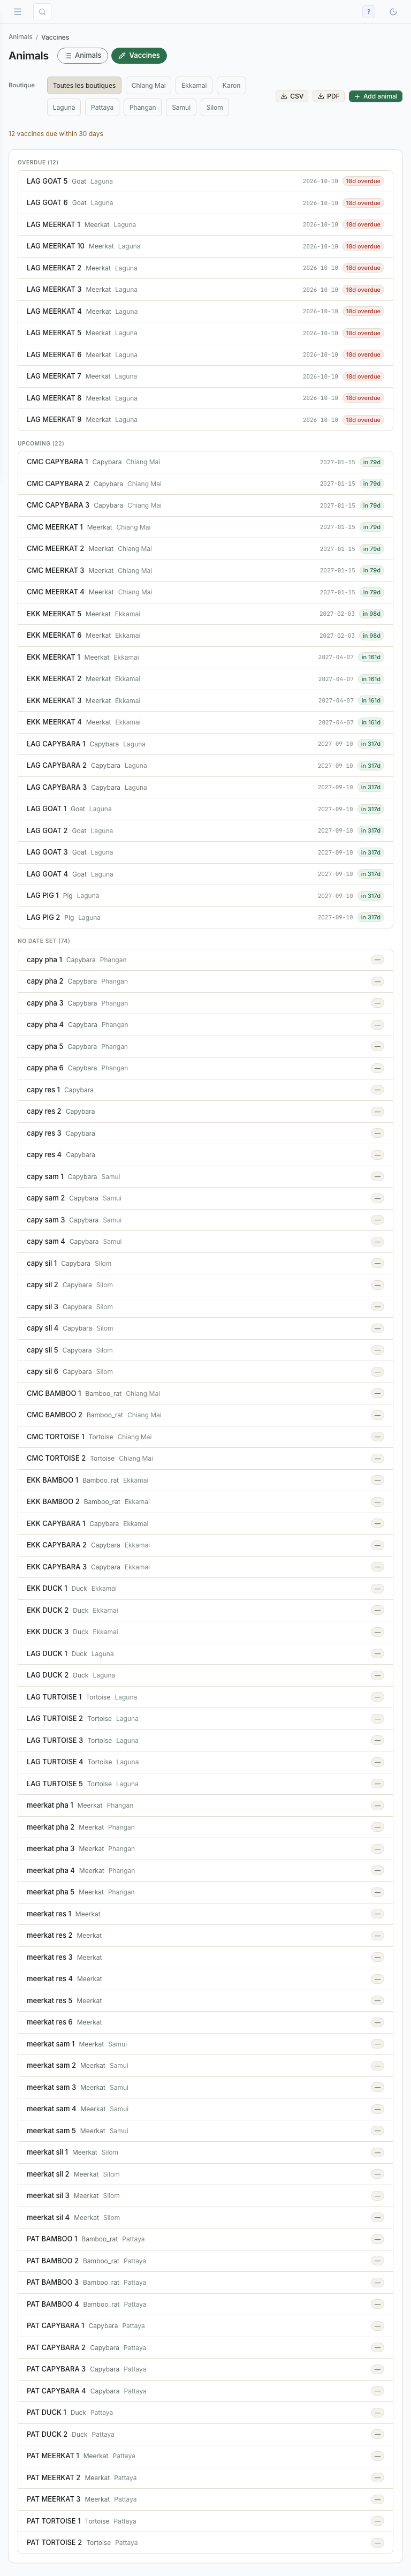 ?
Animals / Vaccines
Animals Animals Vaccines
Boutique Toutes les boutiques Chiang Mai Ekkamai Karon
Laguna Pattaya Phangan Samui Silom
CSV PDF + Add animal
12 vaccines due within 30 days
OVERDUE (12)
LAG GOAT 5 Goat Laguna 2026-10-10 18d overdue
LAG GOAT 6 Goat Laguna 2026-10-10 18d overdue
LAG MEERKAT 1 Meerkat Laguna 2026-10-10 18d overdue
LAG MEERKAT 10 Meerkat Laguna 2026-10-10 18d overdue
LAG MEERKAT 2 Meerkat Laguna 2026-10-10 18d overdue
LAG MEERKAT 3 Meerkat Laguna 2026-10-10 18d overdue
LAG MEERKAT 4 Meerkat Laguna 2026-10-10 18d overdue
LAG MEERKAT 5 Meerkat Laguna 2026-10-10 18d overdue
LAG MEERKAT 6 Meerkat Laguna 2026-10-10 18d overdue
LAG MEERKAT 7 Meerkat Laguna 2026-10-10 18d overdue
LAG MEERKAT 8 Meerkat Laguna 2026-10-10 18d overdue
LAG MEERKAT 9 Meerkat Laguna 2026-10-10 18d overdue
UPCOMING (22)
CMC CAPYBARA 1 Capybara Chiang Mai 2027-01-15 in 79d
CMC CAPYBARA 2 Capybara Chiang Mai 2027-01-15 in 79d
CMC CAPYBARA 3 Capybara Chiang Mai 2027-01-15 in 79d
CMC MEERKAT 1 Meerkat Chiang Mai 2027-01-15 in 79d
CMC MEERKAT 2 Meerkat Chiang Mai 2027-01-15 in 79d
CMC MEERKAT 3 Meerkat Chiang Mai 2027-01-15 in 79d
CMC MEERKAT 4 Meerkat Chiang Mai 2027-01-15 in 79d
EKK MEERKAT 5 Meerkat Ekkamai 2027-02-03 in 98d
EKK MEERKAT 6 Meerkat Ekkamai 2027-02-03 in 98d
EKK MEERKAT 1 Meerkat Ekkamai 2027-04-07 in 161d
EKK MEERKAT 2 Meerkat Ekkamai 2027-04-07 in 161d
EKK MEERKAT 3 Meerkat Ekkamai 2027-04-07 in 161d
EKK MEERKAT 4 Meerkat Ekkamai 2027-04-07 in 161d
LAG CAPYBARA 1 Capybara Laguna 2027-09-10 in 317d
LAG CAPYBARA 2 Capybara Laguna 2027-09-10 in 317d
LAG CAPYBARA 3 Capybara Laguna 2027-09-10 in 317d
LAG GOAT 1 Goat Laguna 2027-09-10 in 317d
LAG GOAT 2 Goat Laguna 2027-09-10 in 317d
LAG GOAT 3 Goat Laguna 2027-09-10 in 317d
LAG GOAT 4 Goat Laguna 2027-09-10 in 317d
LAG PIG 1 Pig Laguna 2027-09-10 in 317d
LAG PIG 2 Pig Laguna 2027-09-10 in 317d
NO DATE SET (74)
capy pha 1 Capybara Phangan —
capy pha 2 Capybara Phangan —
capy pha 3 Capybara Phangan —
capy pha 4 Capybara Phangan —
capy pha 5 Capybara Phangan —
capy pha 6 Capybara Phangan —
capy res 1 Capybara —
capy res 2 Capybara —
capy res 3 Capybara —
capy res 4 Capybara —
capy sam 1 Capybara Samui —
capy sam 2 Capybara Samui —
capy sam 3 Capybara Samui —
capy sam 4 Capybara Samui —
capy sil 1 Capybara Silom —
capy sil 2 Capybara Silom —
capy sil 3 Capybara Silom —
capy sil 4 Capybara Silom —
capy sil 5 Capybara Silom —
capy sil 6 Capybara Silom —
CMC BAMBOO 1 Bamboo_rat Chiang Mai —
CMC BAMBOO 2 Bamboo_rat Chiang Mai —
CMC TORTOISE 1 Tortoise Chiang Mai —
CMC TORTOISE 2 Tortoise Chiang Mai —
EKK BAMBOO 1 Bamboo_rat Ekkamai —
EKK BAMBOO 2 Bamboo_rat Ekkamai —
EKK CAPYBARA 1 Capybara Ekkamai —
EKK CAPYBARA 2 Capybara Ekkamai —
EKK CAPYBARA 3 Capybara Ekkamai —
EKK DUCK 1 Duck Ekkamai —
EKK DUCK 2 Duck Ekkamai —
EKK DUCK 3 Duck Ekkamai —
LAG DUCK 1 Duck Laguna —
LAG DUCK 2 Duck Laguna —
LAG TURTOISE 1 Tortoise Laguna —
LAG TURTOISE 2 Tortoise Laguna —
LAG TURTOISE 3 Tortoise Laguna —
LAG TURTOISE 4 Tortoise Laguna —
LAG TURTOISE 5 Tortoise Laguna —
meerkat pha 1 Meerkat Phangan —
meerkat pha 2 Meerkat Phangan —
meerkat pha 3 Meerkat Phangan —
meerkat pha 4 Meerkat Phangan —
meerkat pha 5 Meerkat Phangan —
meerkat res 1 Meerkat —
meerkat res 2 Meerkat —
meerkat res 3 Meerkat —
meerkat res 4 Meerkat —
meerkat res 5 Meerkat —
meerkat res 6 Meerkat —
meerkat sam 1 Meerkat Samui —
meerkat sam 2 Meerkat Samui —
meerkat sam 3 Meerkat Samui —
meerkat sam 4 Meerkat Samui —
meerkat sam 5 Meerkat Samui —
meerkat sil 1 Meerkat Silom —
meerkat sil 2 Meerkat Silom —
meerkat sil 3 Meerkat Silom —
meerkat sil 4 Meerkat Silom —
PAT BAMBOO 1 Bamboo_rat Pattaya —
PAT BAMBOO 2 Bamboo_rat Pattaya —
PAT BAMBOO 3 Bamboo_rat Pattaya —
PAT BAMBOO 4 Bamboo_rat Pattaya —
PAT CAPYBARA 1 Capybara Pattaya —
PAT CAPYBARA 2 Capybara Pattaya —
PAT CAPYBARA 3 Capybara Pattaya —
PAT CAPYBARA 4 Capybara Pattaya —
PAT DUCK 1 Duck Pattaya —
PAT DUCK 2 Duck Pattaya —
PAT MEERKAT 1 Meerkat Pattaya —
PAT MEERKAT 2 Meerkat Pattaya —
PAT MEERKAT 3 Meerkat Pattaya —
PAT TORTOISE 1 Tortoise Pattaya —
PAT TORTOISE 2 Tortoise Pattaya —